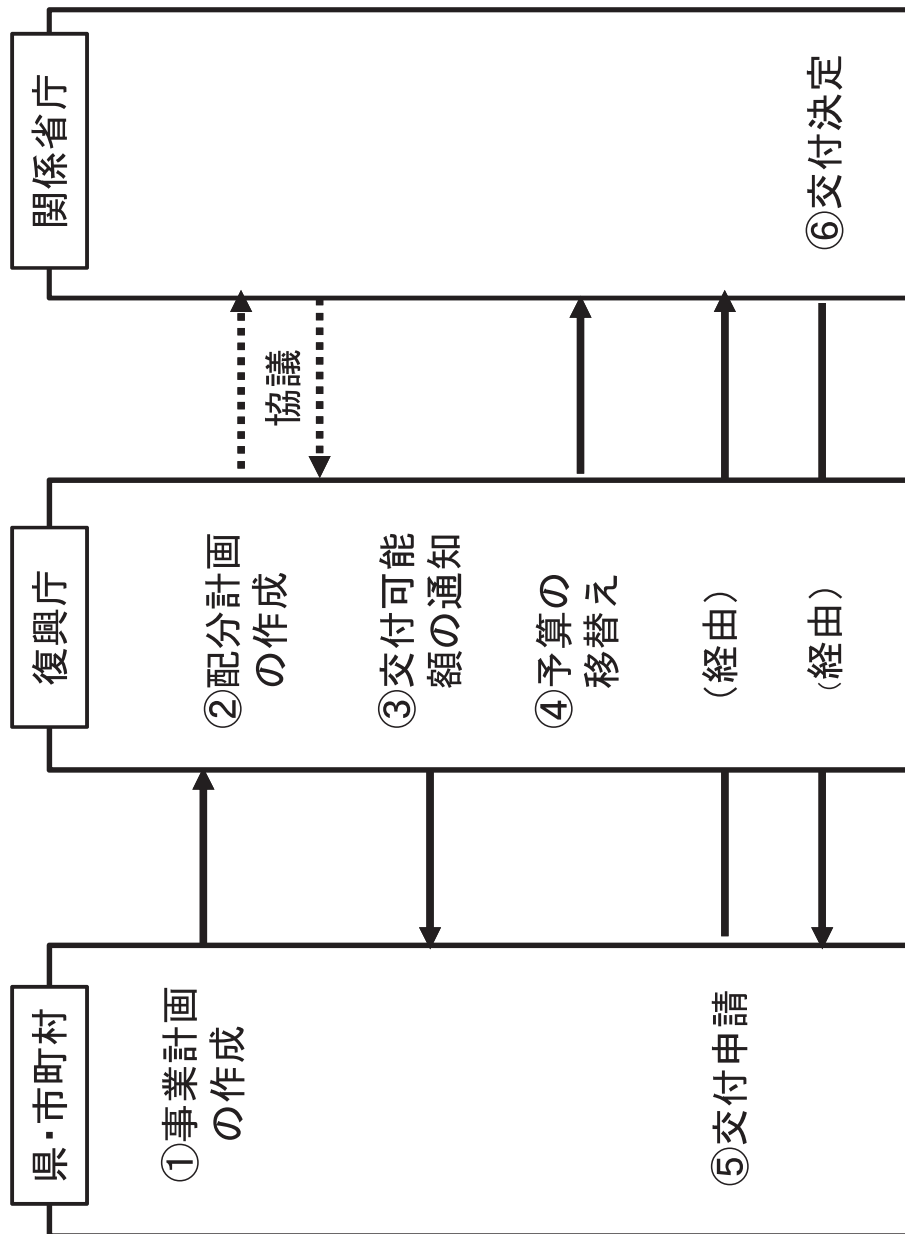 県・市町村
復興庁
関係省庁
①事業計画
の作成
②配分計画
の作成
協議
③交付可能
額の通知
④予算の
移替え
⑤交付申請
（経由）
（経由）
⑥交付決定